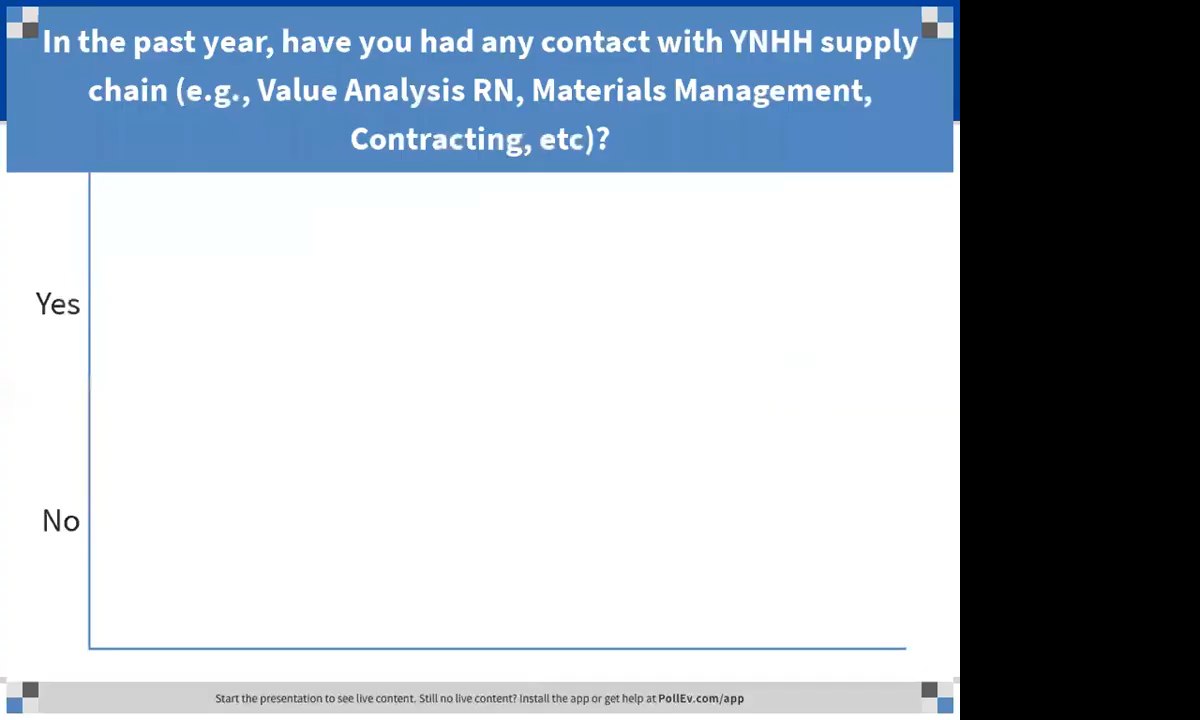 In the past year, have you had any contact with YNHH supply
chain (e.g., Value Analysis RN, Materials Management,
Contracting, etc)?
Yes
No
Start the presentation to see live content. Still no live content? Install the app or get help at PollEv.com/app